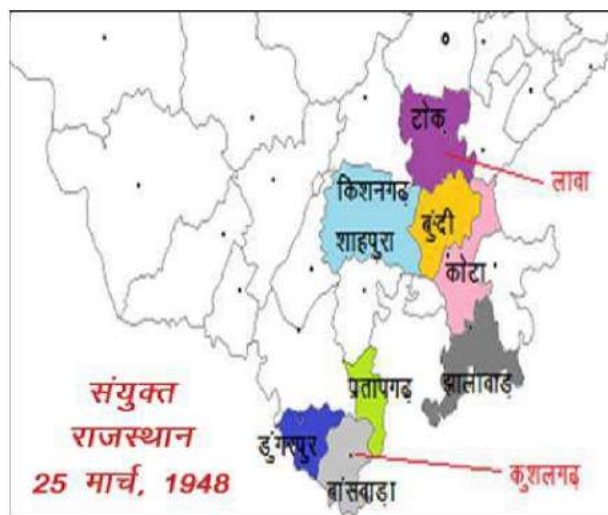 टोंक
लावा
किशनगढ़
बुंदी
शाहपुरा
कोटा
झालावाड़
प्रतापगढ़
संयुक्त
राजस्थान
25 मार्च, 1948
डुंगरपुर
बांसवाड़ा
कुशलगढ़